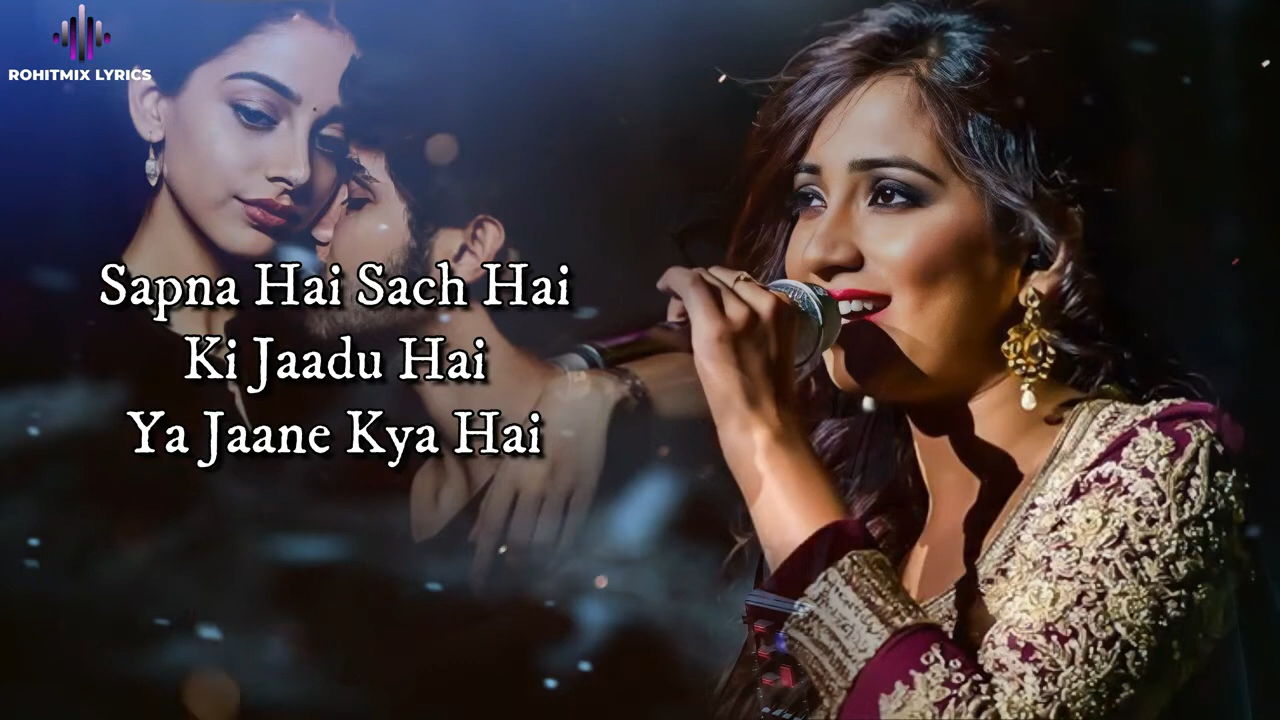 ROHITMIX LYRICS
Sapna Hai Sach Hai
Ki Jaadu Hai
Ya Jaane Kya Hai